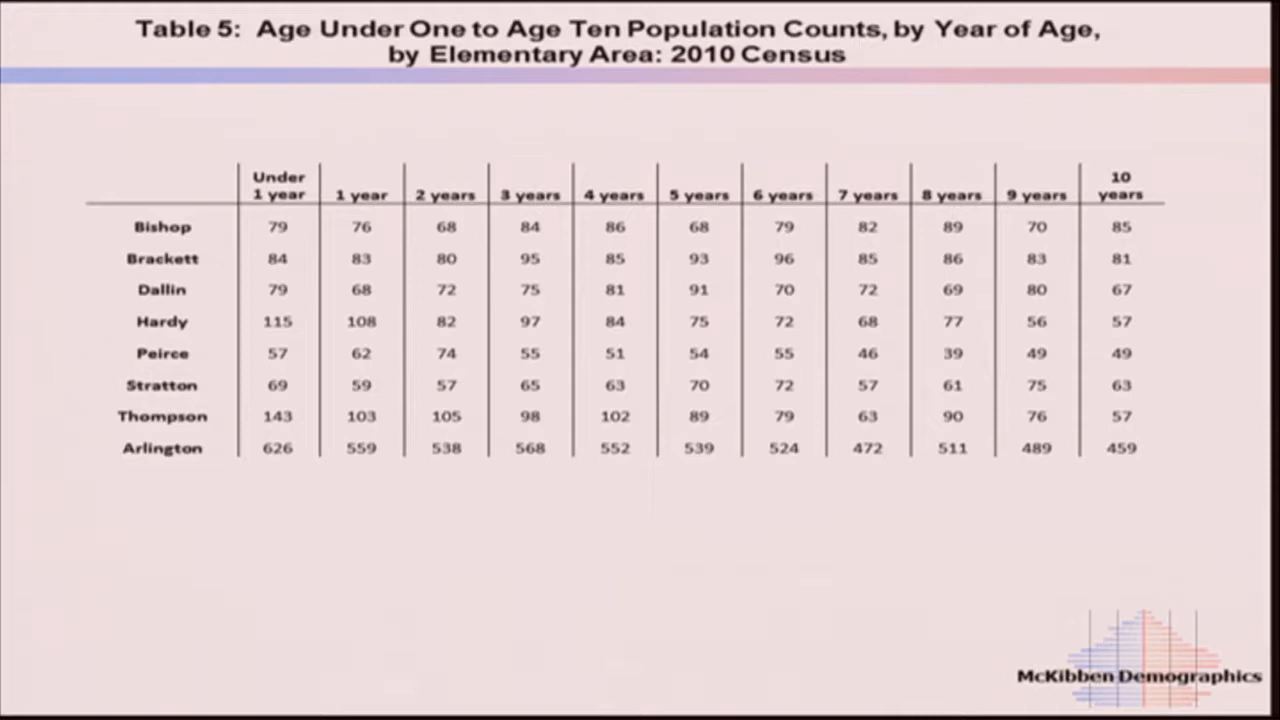 Table 5: Age Under One to Age Ten Population Counts, by Year of Age,
by Elementary Area: 2010 Census
Under 1 year 1 year 2 years 3 years 4 years 5 years 6 years 7 years 8 years 9 years 10 years
Bishop 79 76 68 84 86 68 79 82 89 70 85
Brackett 84 83 80 95 85 93 96 85 86 83 81
Dallin 79 68 72 75 81 91 70 72 69 80 67
Hardy 115 108 82 97 84 75 72 68 77 56 57
Peirce 57 62 74 55 51 54 55 46 39 49 49
Stratton 69 59 57 65 63 70 72 57 61 75 63
Thompson 143 103 105 98 102 89 79 63 90 76 57
Arlington 626 559 538 568 552 539 524 472 511 489 459
McKibben Demographics